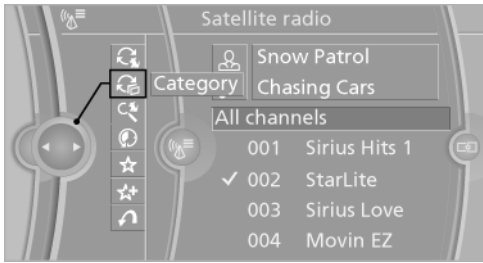 Satellite radio
Snow Patrol
Category
Chasing Cars
All channels
001 Sirius Hits 1
002 StarLite
003 Sirius Love
004 Movin EZ